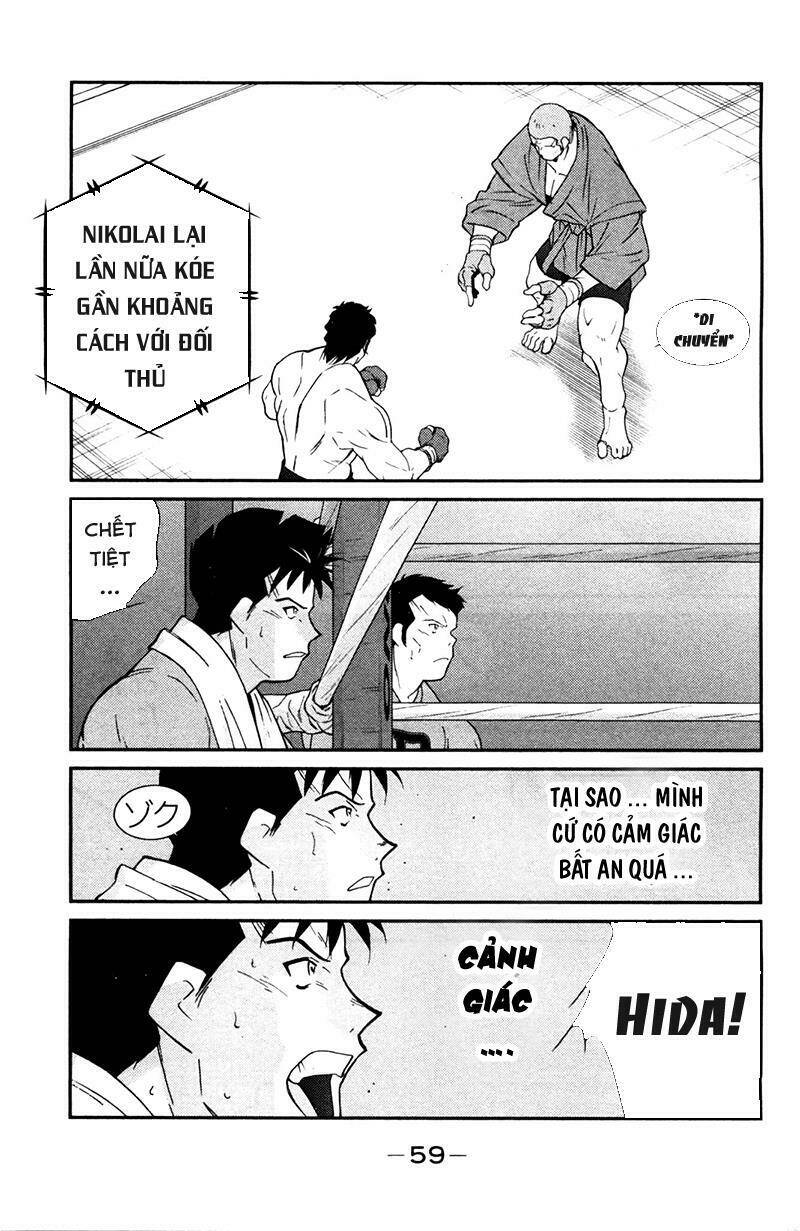 NIKOLAI LẠI
LẦN NỮA KÓE
GẦN KHOẢNG
CÁCH VỚI ĐỐI
THỦ
*DI
CHUYỂN*
CHẾT
TIỆT
...
ゾク
TẠI SAO ... MÌNH
CỨ CÓ CẢM GIÁC
BẤT AN QUÁ ...
CẢNH
GIÁC
....
HIDA!
-59-